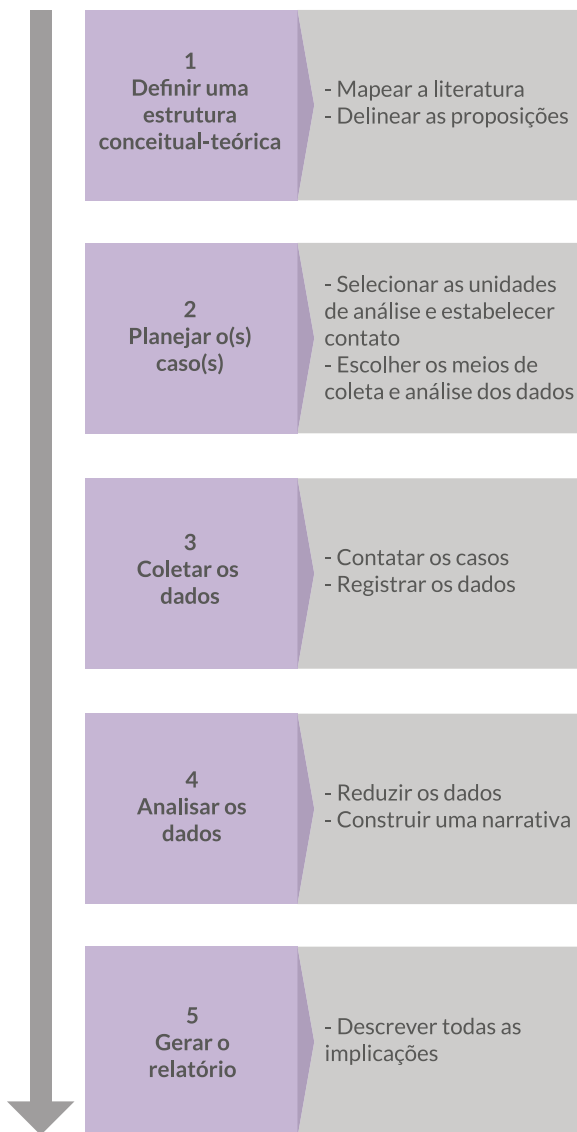 1
Definir uma
estrutura
conceitual-teórica
- Mapear a literatura
- Delinear as proposições
2
Planejar o(s)
caso(s)
- Selecionar as unidades
de análise e estabelecer
contato
- Escolher os meios de
coleta e análise dos dados
3
Coletar os
dados
- Contatar os casos
- Registrar os dados
4
Analisar os
dados
- Reduzir os dados
- Construir uma narrativa
5
Gerar o
relatório
- Descrever todas as
implicações